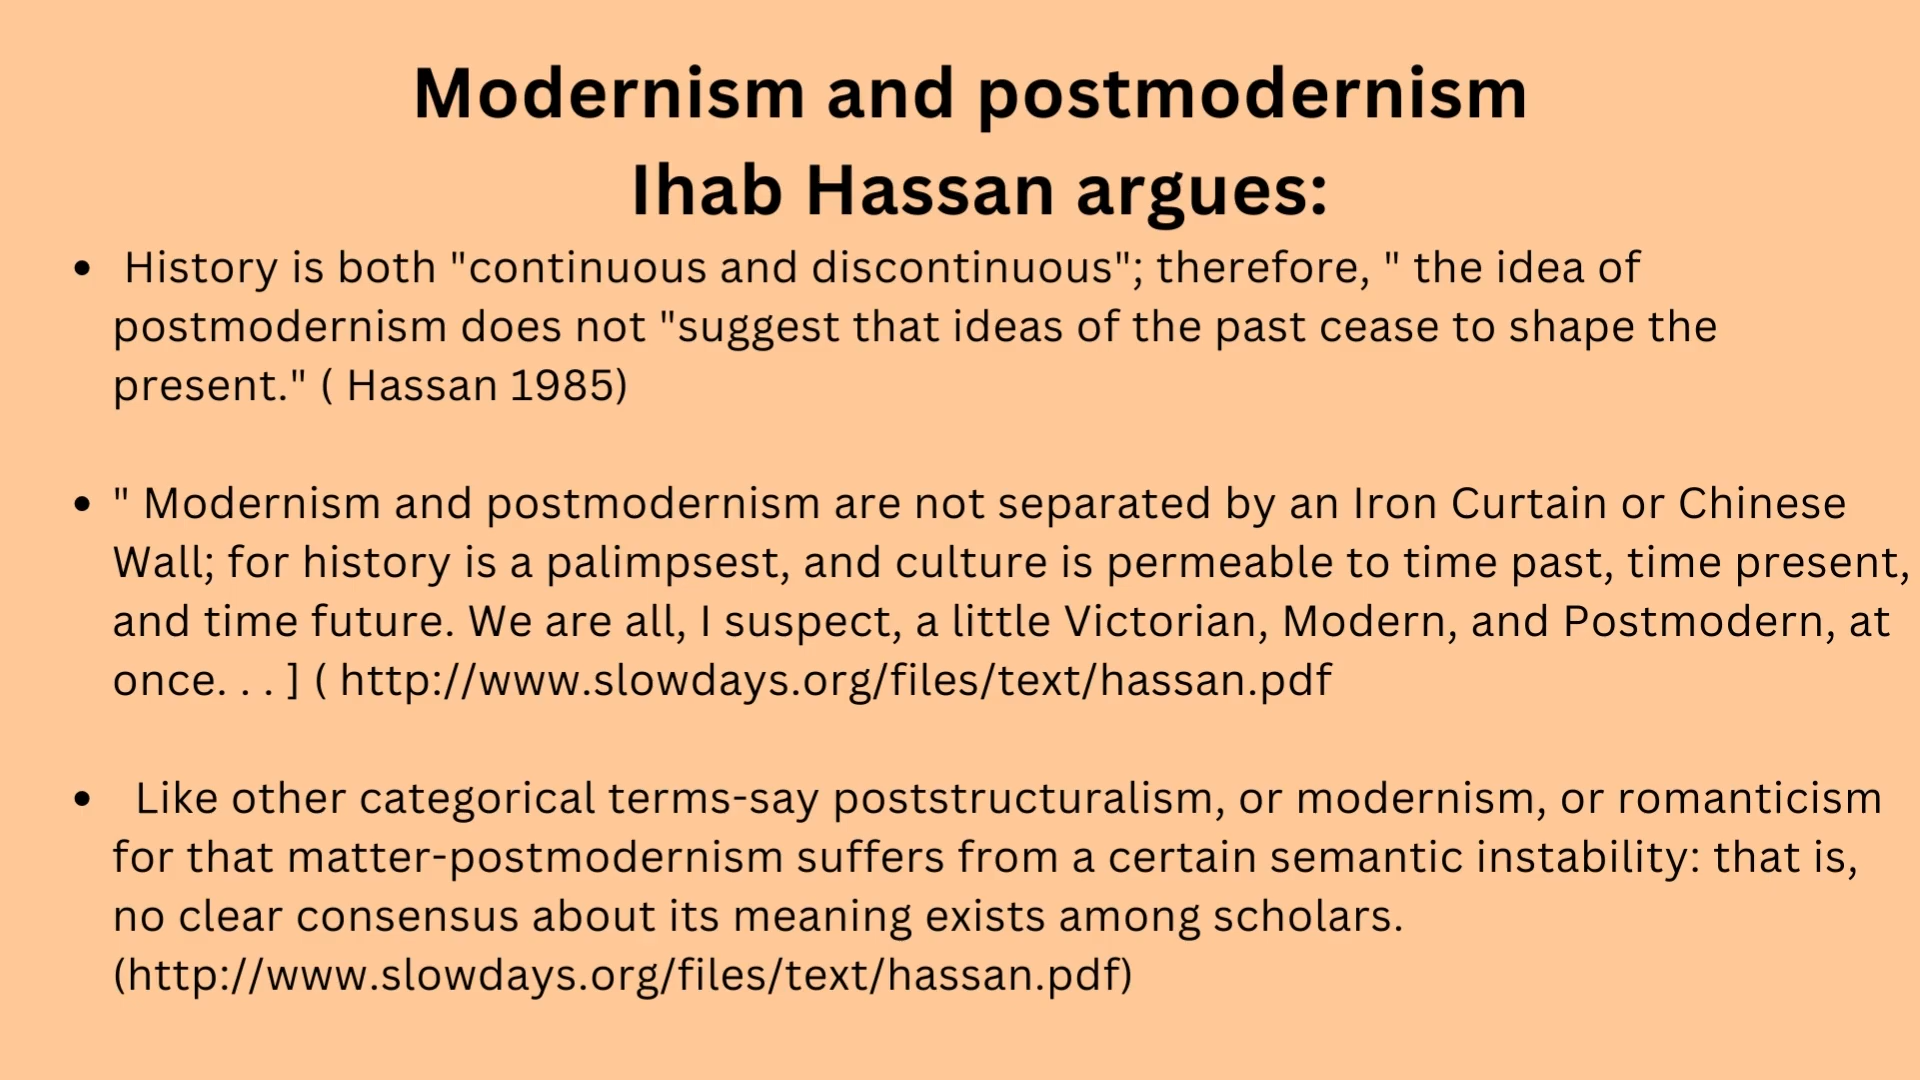 Modernism and postmodernism
Ihab Hassan argues:
• History is both "continuous and discontinuous"; therefore, " the idea of
postmodernism does not "suggest that ideas of the past cease to shape the
present." ( Hassan 1985)
• " Modernism and postmodernism are not separated by an Iron Curtain or Chinese
Wall; for history is a palimpsest, and culture is permeable to time past, time present,
and time future. We are all, I suspect, a little Victorian, Modern, and Postmodern, at
once. . . ] ( http://www.slowdays.org/files/text/hassan.pdf
• Like other categorical terms-say poststructuralism, or modernism, or romanticism
for that matter-postmodernism suffers from a certain semantic instability: that is,
no clear consensus about its meaning exists among scholars.
(http://www.slowdays.org/files/text/hassan.pdf)